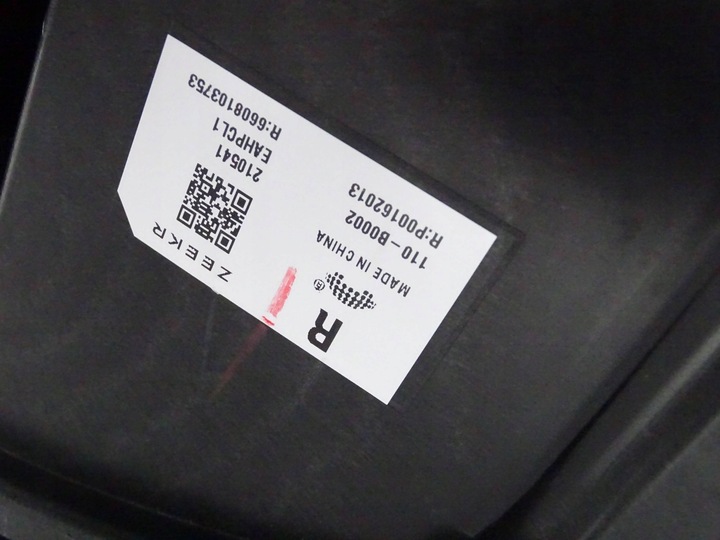 R
MADE IN CHINA
110-B0002
R:P00162013
ZEEKR
210541
EAHPCL1
R:6608103753